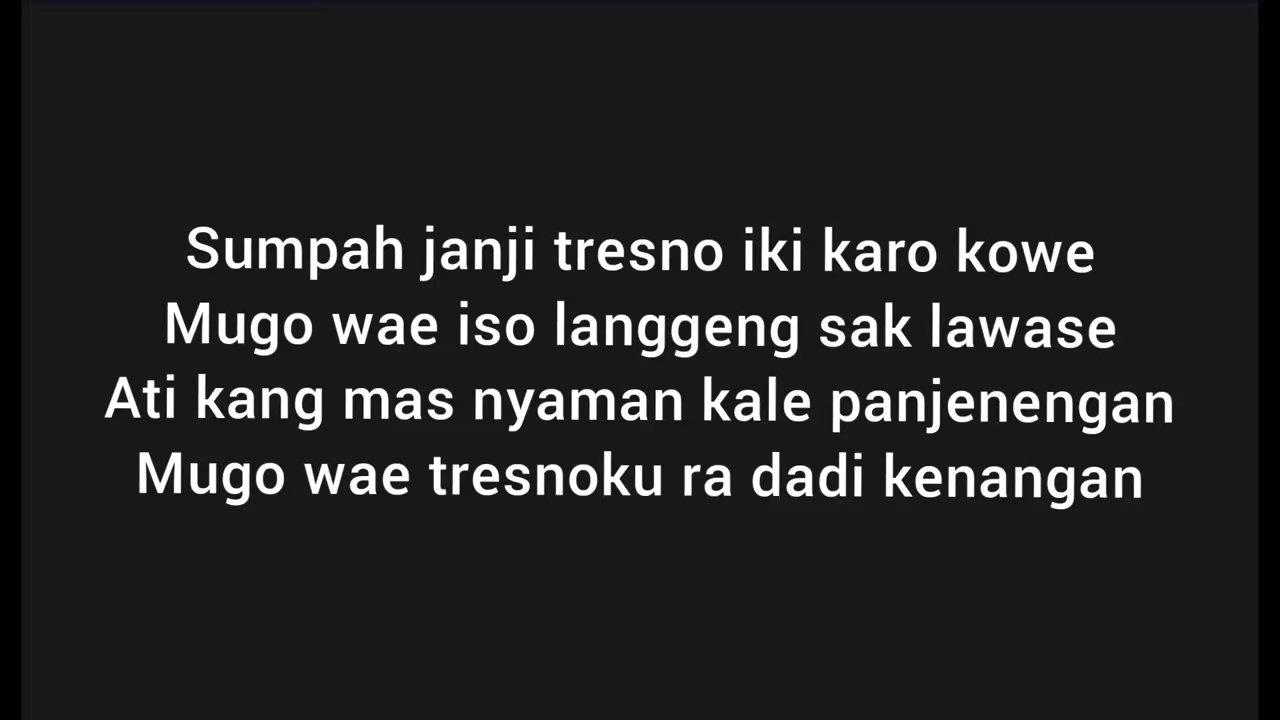 Sumpah janji tresno iki karo kowe
Mugo wae iso langgeng sak lawase
Ati kang mas nyaman kale panjenengan
Mugo wae tresnoku ra dadi kenangan